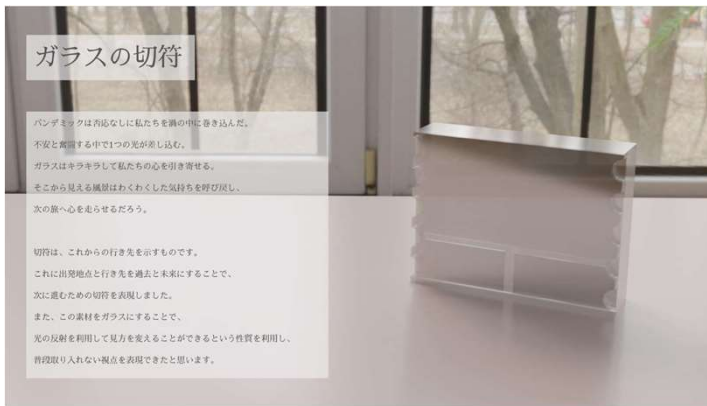 ガラスの切符
パンデミックは否応なしに私たちを渦の中に巻き込んだ。
不安と奮闘する中で1つの光が差し込む。
ガラスはキラキラして私たちの心を引き寄せる。
そこから見える風景はわくわくした気持ちを呼び戻し、
次の旅へ心を走らせるだろう。
切符は、これからの行き先を示すものです。
これに出発地点と行き先を過去と未来にすることで、
次に進むための切符を表現しました。
また、この素材をガラスにすることで、
光の反射を利用して見方を変えることができるという性質を利用し、
普段取り入れない視点を表現できたと思います。